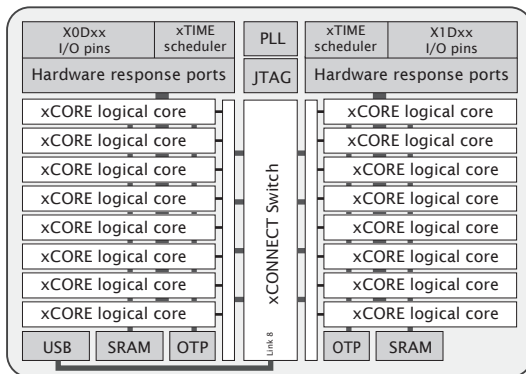 X0Dxx
I/O pins
xTIME
scheduler
PLL
xTIME
scheduler
X1Dxx
I/O pins
Hardware response ports
JTAG
Hardware response ports
xCORE logical core
xCORE logical core
xCORE logical core
xCORE logical core
xCORE logical core
xCORE logical core
xCORE logical core
xCORE logical core
xCONNECT Switch
Link 8
xCORE logical core
xCORE logical core
xCORE logical core
xCORE logical core
xCORE logical core
xCORE logical core
xCORE logical core
xCORE logical core
USB
SRAM
OTP
OTP
SRAM